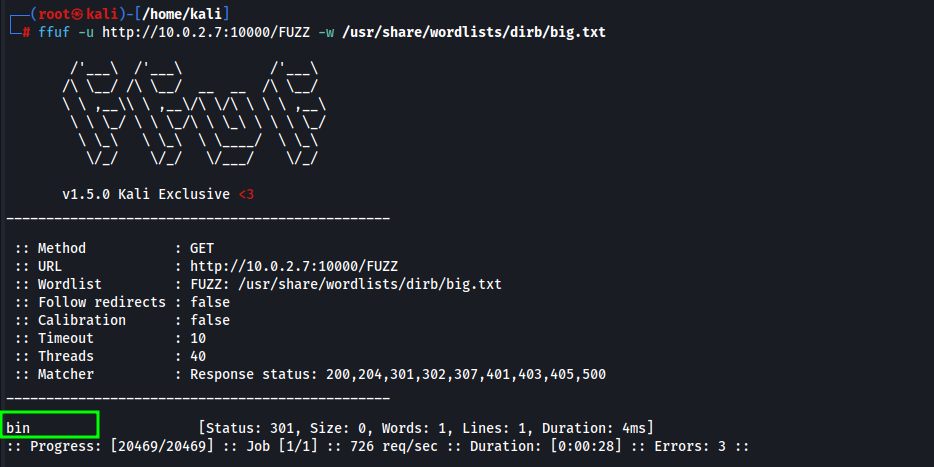 ┌──(root㉿kali)-[/home/kali]
└─# ffuf -u http://10.0.2.7:10000/FUZZ -w /usr/share/wordlists/dirb/big.txt

        /'___\  /'___\           /'___\
       /\ \__/ /\ \__/  __  __  /\ \__/
       \ \ ,__\\ \ ,__\/\ \/\ \ \ \ ,__\
        \ \ \_/ \ \ \_/\ \ \_\ \ \ \ \_/
         \ \_\   \ \_\  \ \____/  \ \_\
          \/_/    \/_/   \/___/    \/_/

       v1.5.0 Kali Exclusive <3
________________________________________________

 :: Method           : GET
 :: URL              : http://10.0.2.7:10000/FUZZ
 :: Wordlist         : FUZZ: /usr/share/wordlists/dirb/big.txt
 :: Follow redirects : false
 :: Calibration      : false
 :: Timeout          : 10
 :: Threads          : 40
 :: Matcher          : Response status: 200,204,301,302,307,401,403,405,500
________________________________________________

bin                     [Status: 301, Size: 0, Words: 1, Lines: 1, Duration: 4ms]
:: Progress: [20469/20469] :: Job [1/1] :: 726 req/sec :: Duration: [0:00:28] :: Errors: 3 ::